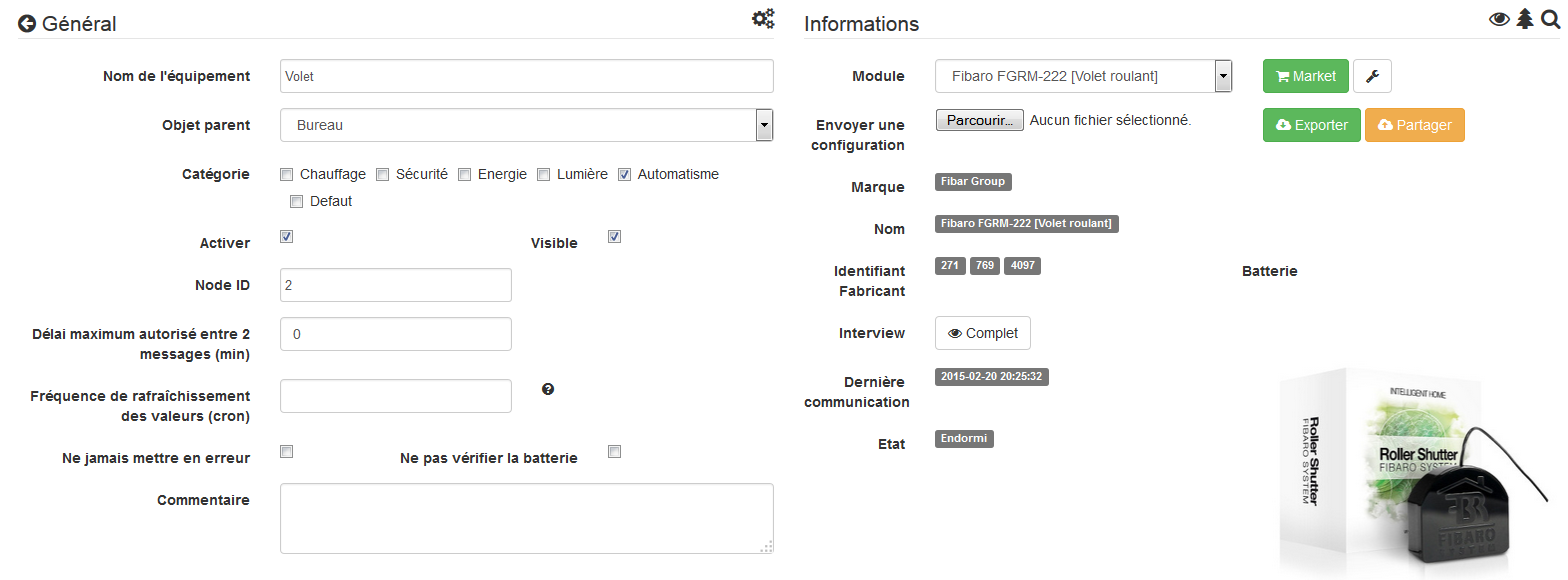 Général
Nom de l'équipement
Volet
Objet parent
Bureau
Catégorie
Chauffage Sécurité Energie Lumière Automatisme
Defaut
Activer
Visible
Node ID
2
Délai maximum autorisé entre 2
messages (min)
0
Fréquence de rafraîchissement
des valeurs (cron)
Ne jamais mettre en erreur
Ne pas vérifier la batterie
Commentaire
Informations
Module
Fibaro FGRM-222 [Volet roulant]
Market
Envoyer une
configuration
Parcourir... Aucun fichier sélectionné.
Exporter
Partager
Marque
Fibar Group
Nom
Fibaro FGRM-222 [Volet roulant]
Identifiant
Fabricant
271 769 4097
Batterie
Interview
Complet
Dernière
communication
2015-02-20 20:25:32
Etat
Endormi
INTELLIGENT HOME
Roller Shutter
FIBARO SYSTEM
Roller Shutter
FIBARO SYSTEM
FIBARO
SYSTEM